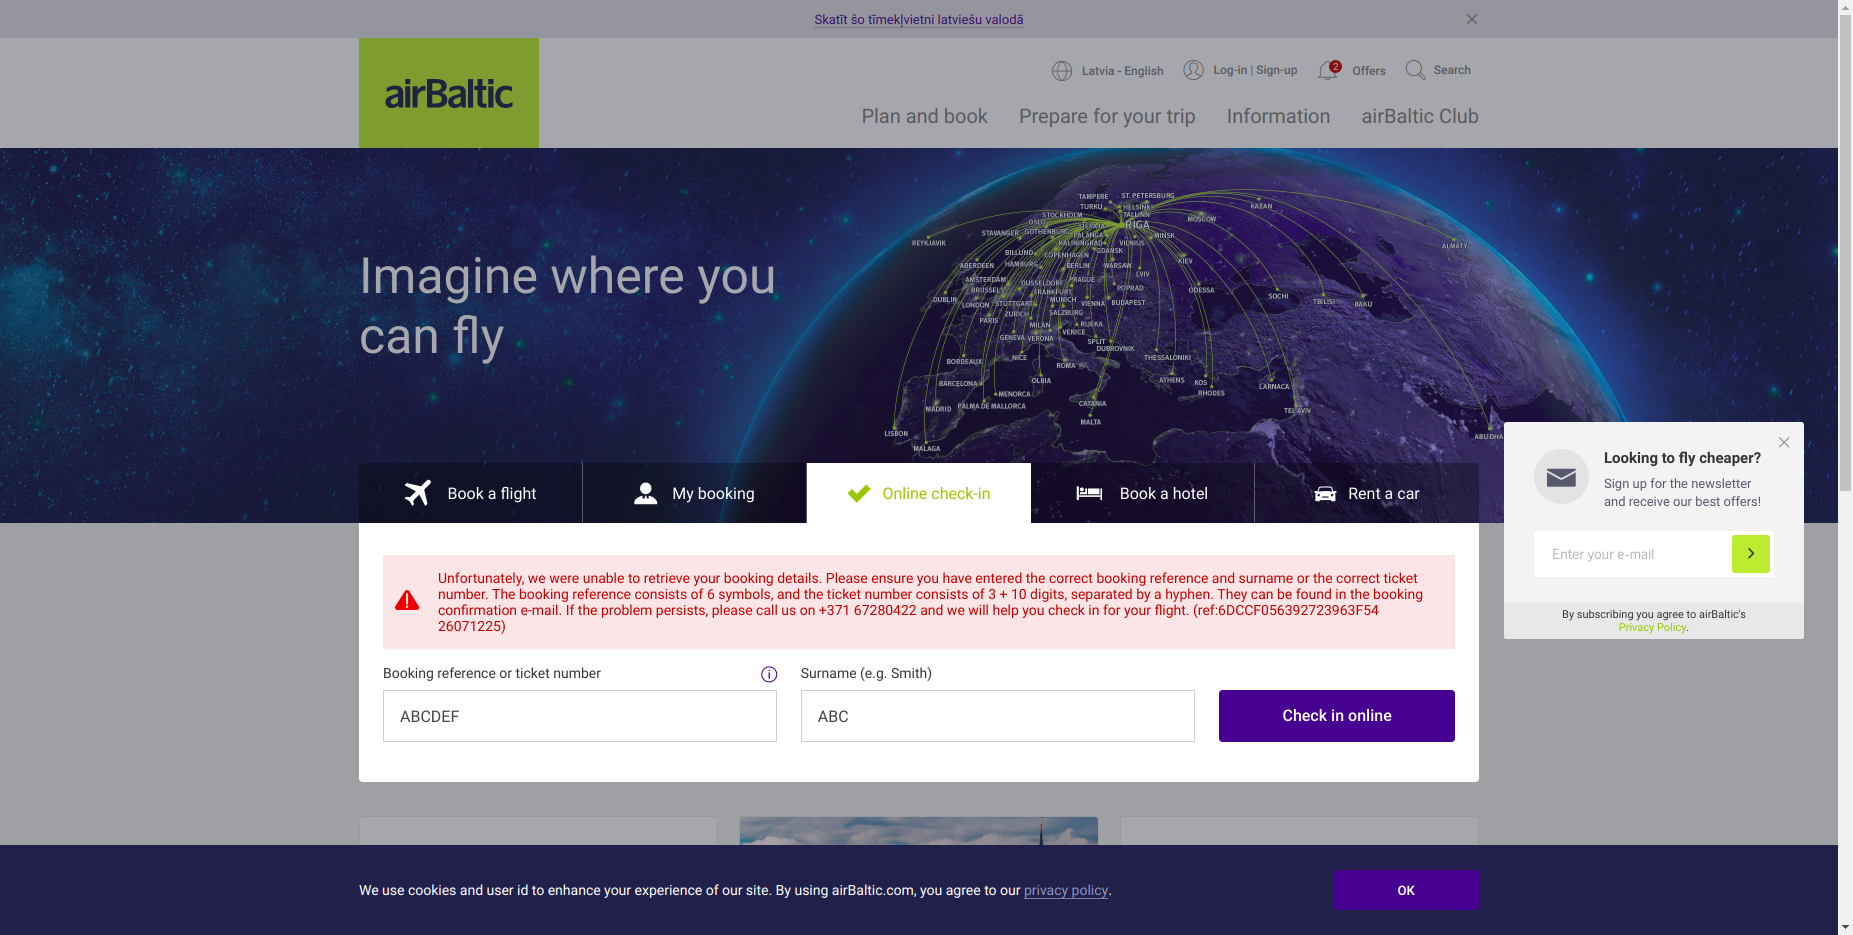 Skatīt šo tīmekļvietni latviešu valodā
airBaltic
Latvia - English
Log-in | Sign-up
2
Offers
Search
Plan and book
Prepare for your trip
Information
airBaltic Club
Imagine where you
can fly
TAMPERE
ST. PETERSBURG
TURKU
HELSINKI
KAZAN
STOCKHOLM
TALLINN
MOSCOW
OSLO
RIGA
STAVANGER
GOTHENBURG
LIEPAJA
PALANGA
MINSK
REYKJAVIK
KALININGRAD
VILNIUS
ALMATY
BILLUND
COPENHAGEN
GDANSK
KIEV
ABERDEEN
HAMBURG
BERLIN
WARSAW
LVIV
AMSTERDAM
DUSSELDORF
PRAGUE
BRUSSELS
FRANKFURT
POPRAD
ODESSA
DUBLIN
LONDON
STUTTGART
MUNICH
VIENNA
BUDAPEST
SOCHI
TBILISI
BAKU
PARIS
ZURICH
SALZBURG
MILAN
RIJEKA
GENEVA
VERONA
VENICE
SPLIT
DUBROVNIK
BORDEAUX
NICE
ROMA
THESSALONIKI
BARCELONA
OLBIA
ATHENS
KOS
LARNACA
MENORCA
RHODES
MADRID
PALMA DE MALLORCA
CATANIA
TEL AVIV
MALTA
LISBON
MALAGA
ABU DHA
Book a flight
My booking
Online check-in
Book a hotel
Rent a car
Looking to fly cheaper?
Sign up for the newsletter
and receive our best offers!
Enter your e-mail
By subscribing you agree to airBaltic's
Privacy Policy.
Unfortunately, we were unable to retrieve your booking details. Please ensure you have entered the correct booking reference and surname or the correct ticket
number. The booking reference consists of 6 symbols, and the ticket number consists of 3 + 10 digits, separated by a hyphen. They can be found in the booking
confirmation e-mail. If the problem persists, please call us on +371 67280422 and we will help you check in for your flight. (ref:6DCCF056392723963F54
26071225)
Booking reference or ticket number
Surname (e.g. Smith)
ABCDEF
ABC
Check in online
We use cookies and user id to enhance your experience of our site. By using airBaltic.com, you agree to our privacy policy.
OK